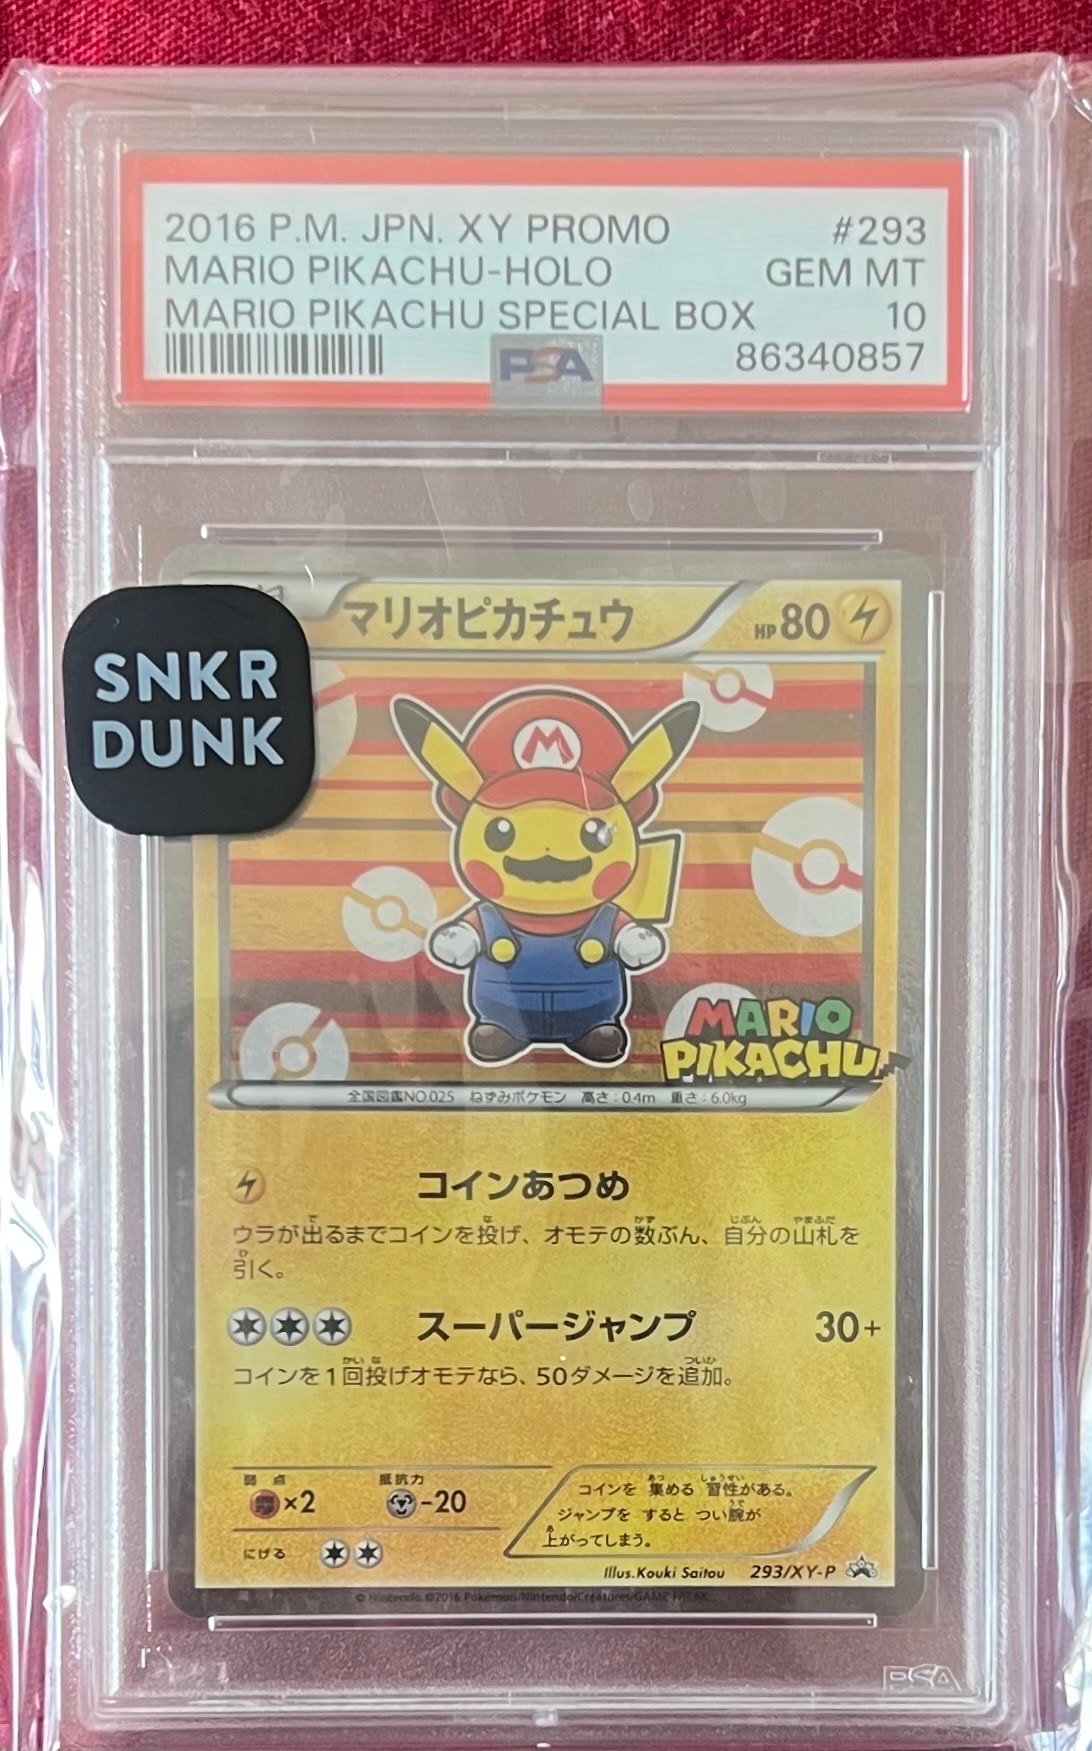 2016 P.M. JPN. XY PROMO #293
MARIO PIKACHU-HOLO GEM MT
MARIO PIKACHU SPECIAL BOX 10
PSA 86340857
SNKR
DUNK
マリオピカチュウ HP80
M
MARIO
PIKACHU
全国図鑑NO.025 ねずみポケモン 高さ:0.4m 重さ:6.0kg
コインあつめ
ウラが出るまでコインを投げ、オモテの数ぶん、自分の山札を
引く。
スーパージャンプ 30+
コインを1回投げオモテなら、50ダメージを追加。
弱点 抵抗力
×2 -20
にげる
コインを 集める 習性がある。
ジャンプを すると つい腕が
上がってしまう。
Illus.Kouki Saitou 293/XY-P
©2016 Pokémon/Nintendo/Creatures/GAME FREAK.
PSA